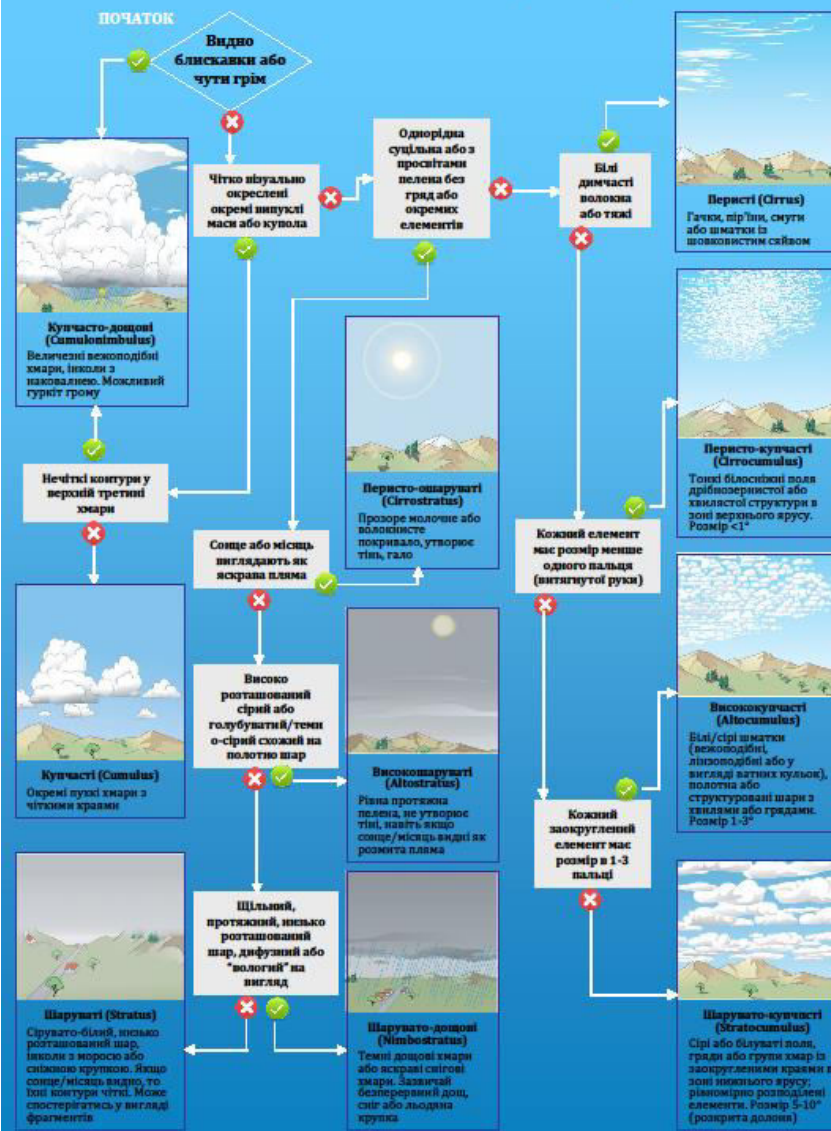 ПОЧАТОК
Видно
блискавки або
чути грім
Чітко візуально
окреслені
окремі випуклі
маси або купола
Однорідна
суцільна або з
просвітами
пелена без
гряд або
окремих
елементів
Білі
димчасті
волокна
або тяжі
Перисті (Cirrus)
Гачки, пір'їни, смуги
або шматки із
шовковистим сяйвом
Купчасто-дощові
(Cumulonimbulus)
Величезні вежоподібні
хмари, інколи з
наковалнею. Можливий
гуркіт грому
Нечіткі контури у
верхній третині
хмари
Перисто-ошаруваті
(Cirrostratus)
Прозоре молочне або
волокнисте
покривало, утворює
тінь, гало
Перисто-купчасті
(Cirrocumulus)
Тонкі білосніжні поля
дрібнозернистої або
хвилястої структури в
зоні верхнього ярусу.
Розмір <1°
Сонце або місяць
виглядають як
яскрава пляма
Кожний елемент
має розмір менше
одного пальця
(витягнутої руки)
Високо
розташований
сірий або
голубуватий/темн
о-сірий схожий на
полотно шар
Купчасті (Cumulus)
Окремі пухкі хмари з
чіткими краями
Високошаруваті
(Altostratus)
Рівна протяжна
пелена, не утворює
тіні, навіть якщо
сонце/місяць видні як
розмита пляма
Висококупчасті
(Altocumulus)
Білі/сірі шматки
(вежоподібні,
лінзоподібні або у
вигляді ватних кульок),
полотна або
структуровані шари з
хвилями або грядами.
Розмір 1-3°
Кожний
заокруглений
елемент має
розмір в 1-3
пальці
Щільний,
протяжний, низько
розташований
шар, дифузний або
"вологий" на
вигляд
Шаруваті (Stratus)
Сірувато-білий, низько
розташований шар,
інколи з моросю або
сніжною крупкою. Якщо
сонце/місяць видно, то
їхні контури чіткі. Може
спостерігатись у вигляді
фрагментів
Шарувато-дощові
(Nimbostratus)
Темні дощові хмари
або яскраві снігові
хмари. Зазвичай
безперервний дощ,
сніг або льодяна
крупка
Шарувато-купчисті
(Stratocumulus)
Сірі або білуваті поля,
гряди або групи хмар із
заокругленими краями в
зоні нижнього ярусу;
рівномірно розподілені
елементи. Розмір 5-10°
(розкрита долоня)